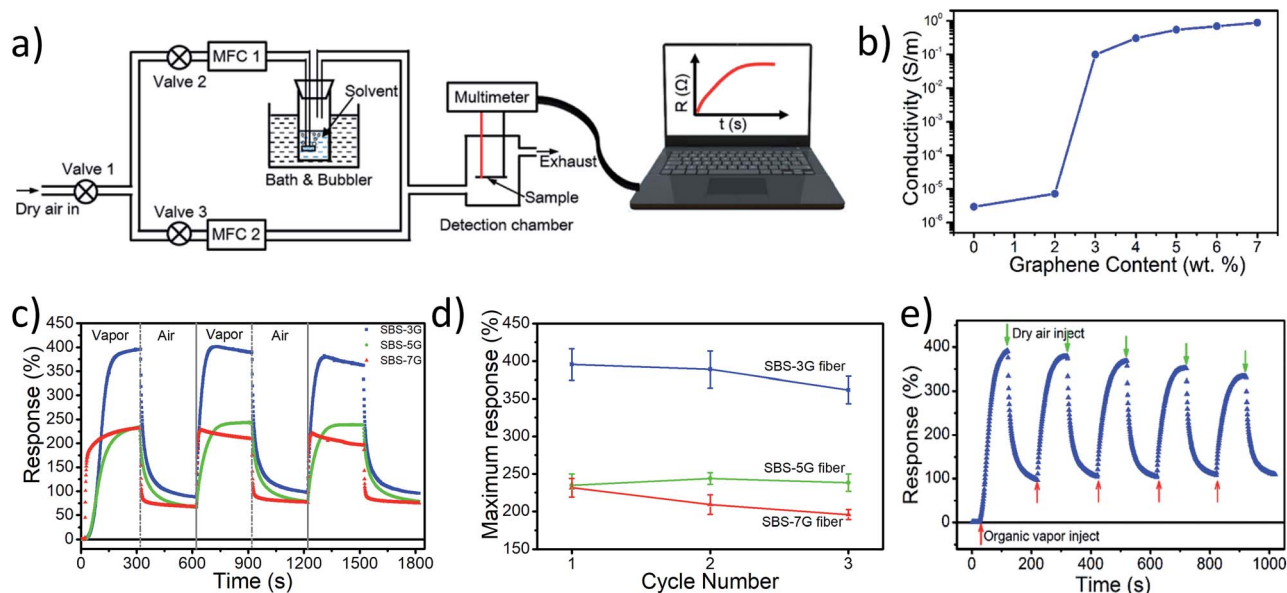 a)
Valve 2
MFC 1
Solvent
Bath & Bubbler
Valve 1
Dry air in
Valve 3
MFC 2
Multimeter
Exhaust
Sample
Detection chamber
R (Ω)
t (s)
b)
Conductivity (S/m)
10⁰
10⁻¹
10⁻²
10⁻³
10⁻⁴
10⁻⁵
10⁻⁶
0 1 2 3 4 5 6 7
Graphene Content (wt. %)
c)
Response (%)
450
400
350
300
250
200
150
100
50
0
Vapor Air Vapor Air
SBS-3G
SBS-5G
SBS-7G
0 300 600 900 1200 1500 1800
Time (s)
d)
Maximum response (%)
450
400
350
300
250
200
150
SBS-3G fiber
SBS-5G fiber
SBS-7G fiber
1 2 3
Cycle Number
e)
Response (%)
400
300
200
100
0
Dry air inject
Organic vapor inject
0 200 400 600 800 1000
Time (s)